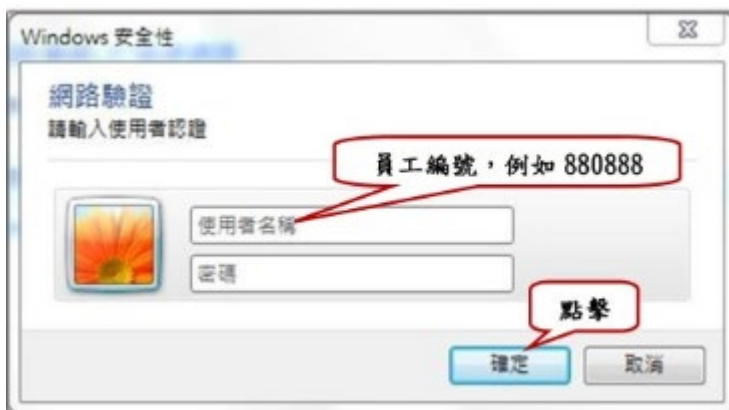 Windows 安全性
網路驗證
請輸入使用者認證
員工編號，例如 880888
使用者名稱
密碼
點擊
確定
取消